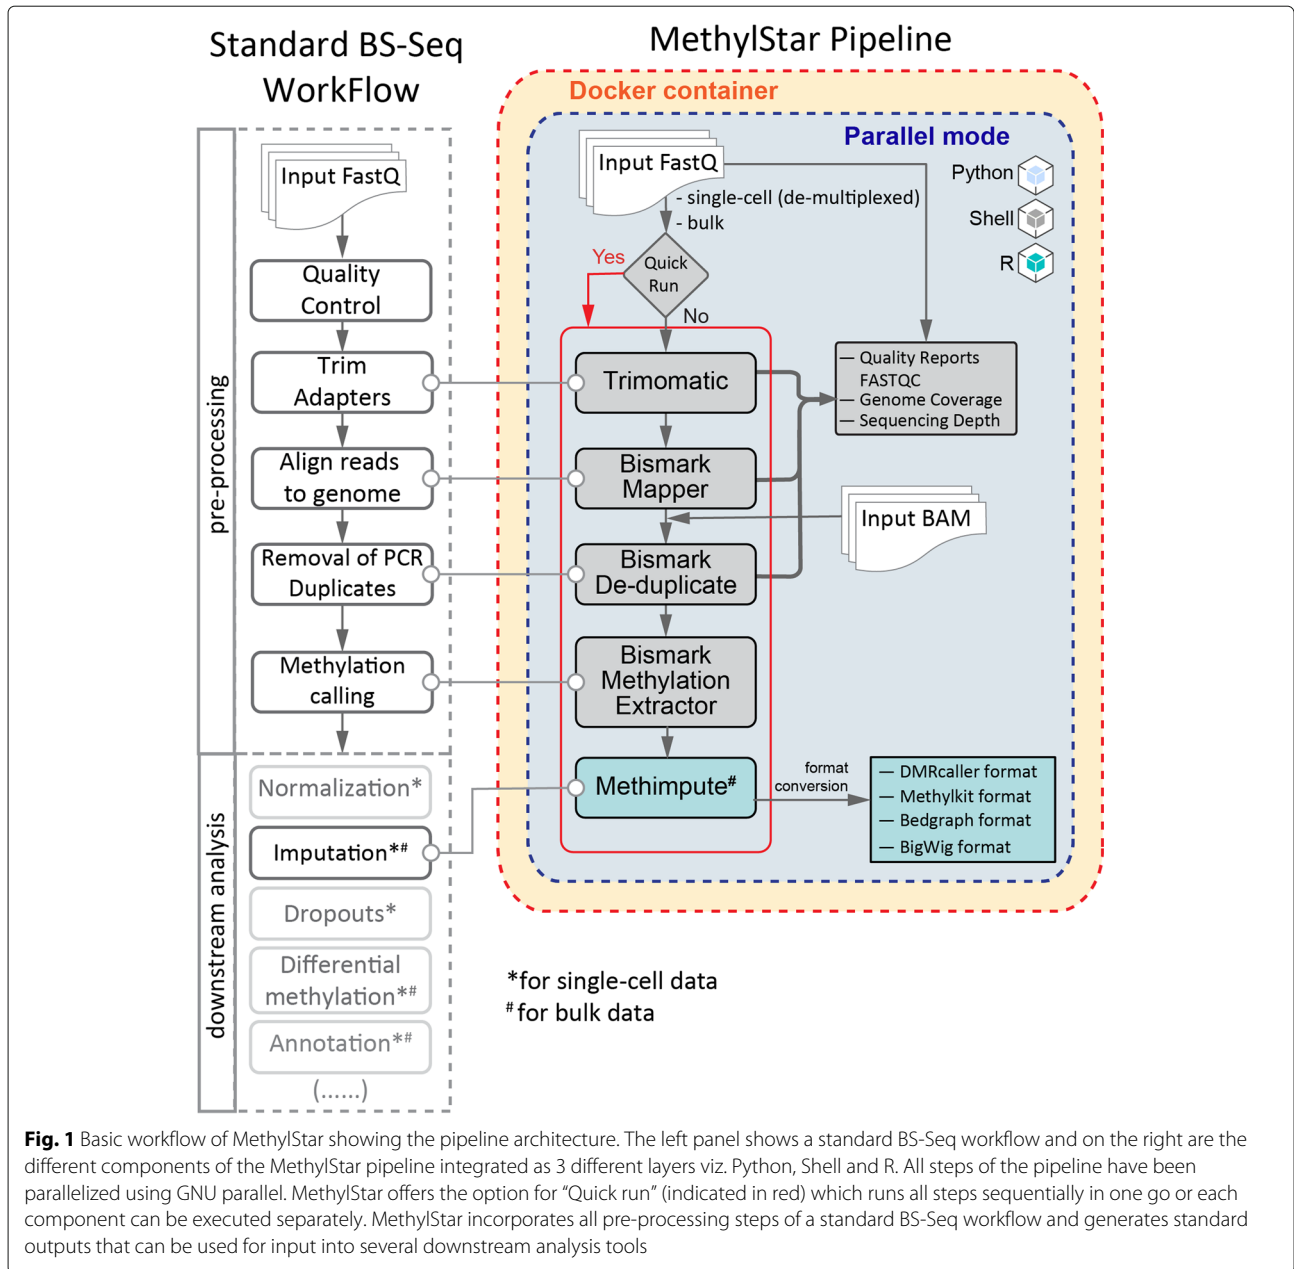 Standard BS-Seq
WorkFlow
MethylStar Pipeline
Docker container
Parallel mode
Python
Shell
R
pre-processing
Input FastQ
Quality
Control
Trim
Adapters
Align reads
to genome
Removal of PCR
Duplicates
Methylation
calling
downstream analysis
Normalization*
Imputation*#
Dropouts*
Differential
methylation*#
Annotation*#
(......)
Input FastQ
- single-cell (de-multiplexed)
- bulk
Yes
Quick
Run
No
Trimomatic
Bismark
Mapper
Bismark
De-duplicate
Bismark
Methylation
Extractor
Methimpute#
— Quality Reports
FASTQC
— Genome Coverage
— Sequencing Depth
Input BAM
format
conversion
— DMRcaller format
— Methylkit format
— Bedgraph format
— BigWig format
*for single-cell data
#for bulk data
Fig. 1 Basic workflow of MethylStar showing the pipeline architecture. The left panel shows a standard BS-Seq workflow and on the right are the
different components of the MethylStar pipeline integrated as 3 different layers viz. Python, Shell and R. All steps of the pipeline have been
parallelized using GNU parallel. MethylStar offers the option for “Quick run” (indicated in red) which runs all steps sequentially in one go or each
component can be executed separately. MethylStar incorporates all pre-processing steps of a standard BS-Seq workflow and generates standard
outputs that can be used for input into several downstream analysis tools